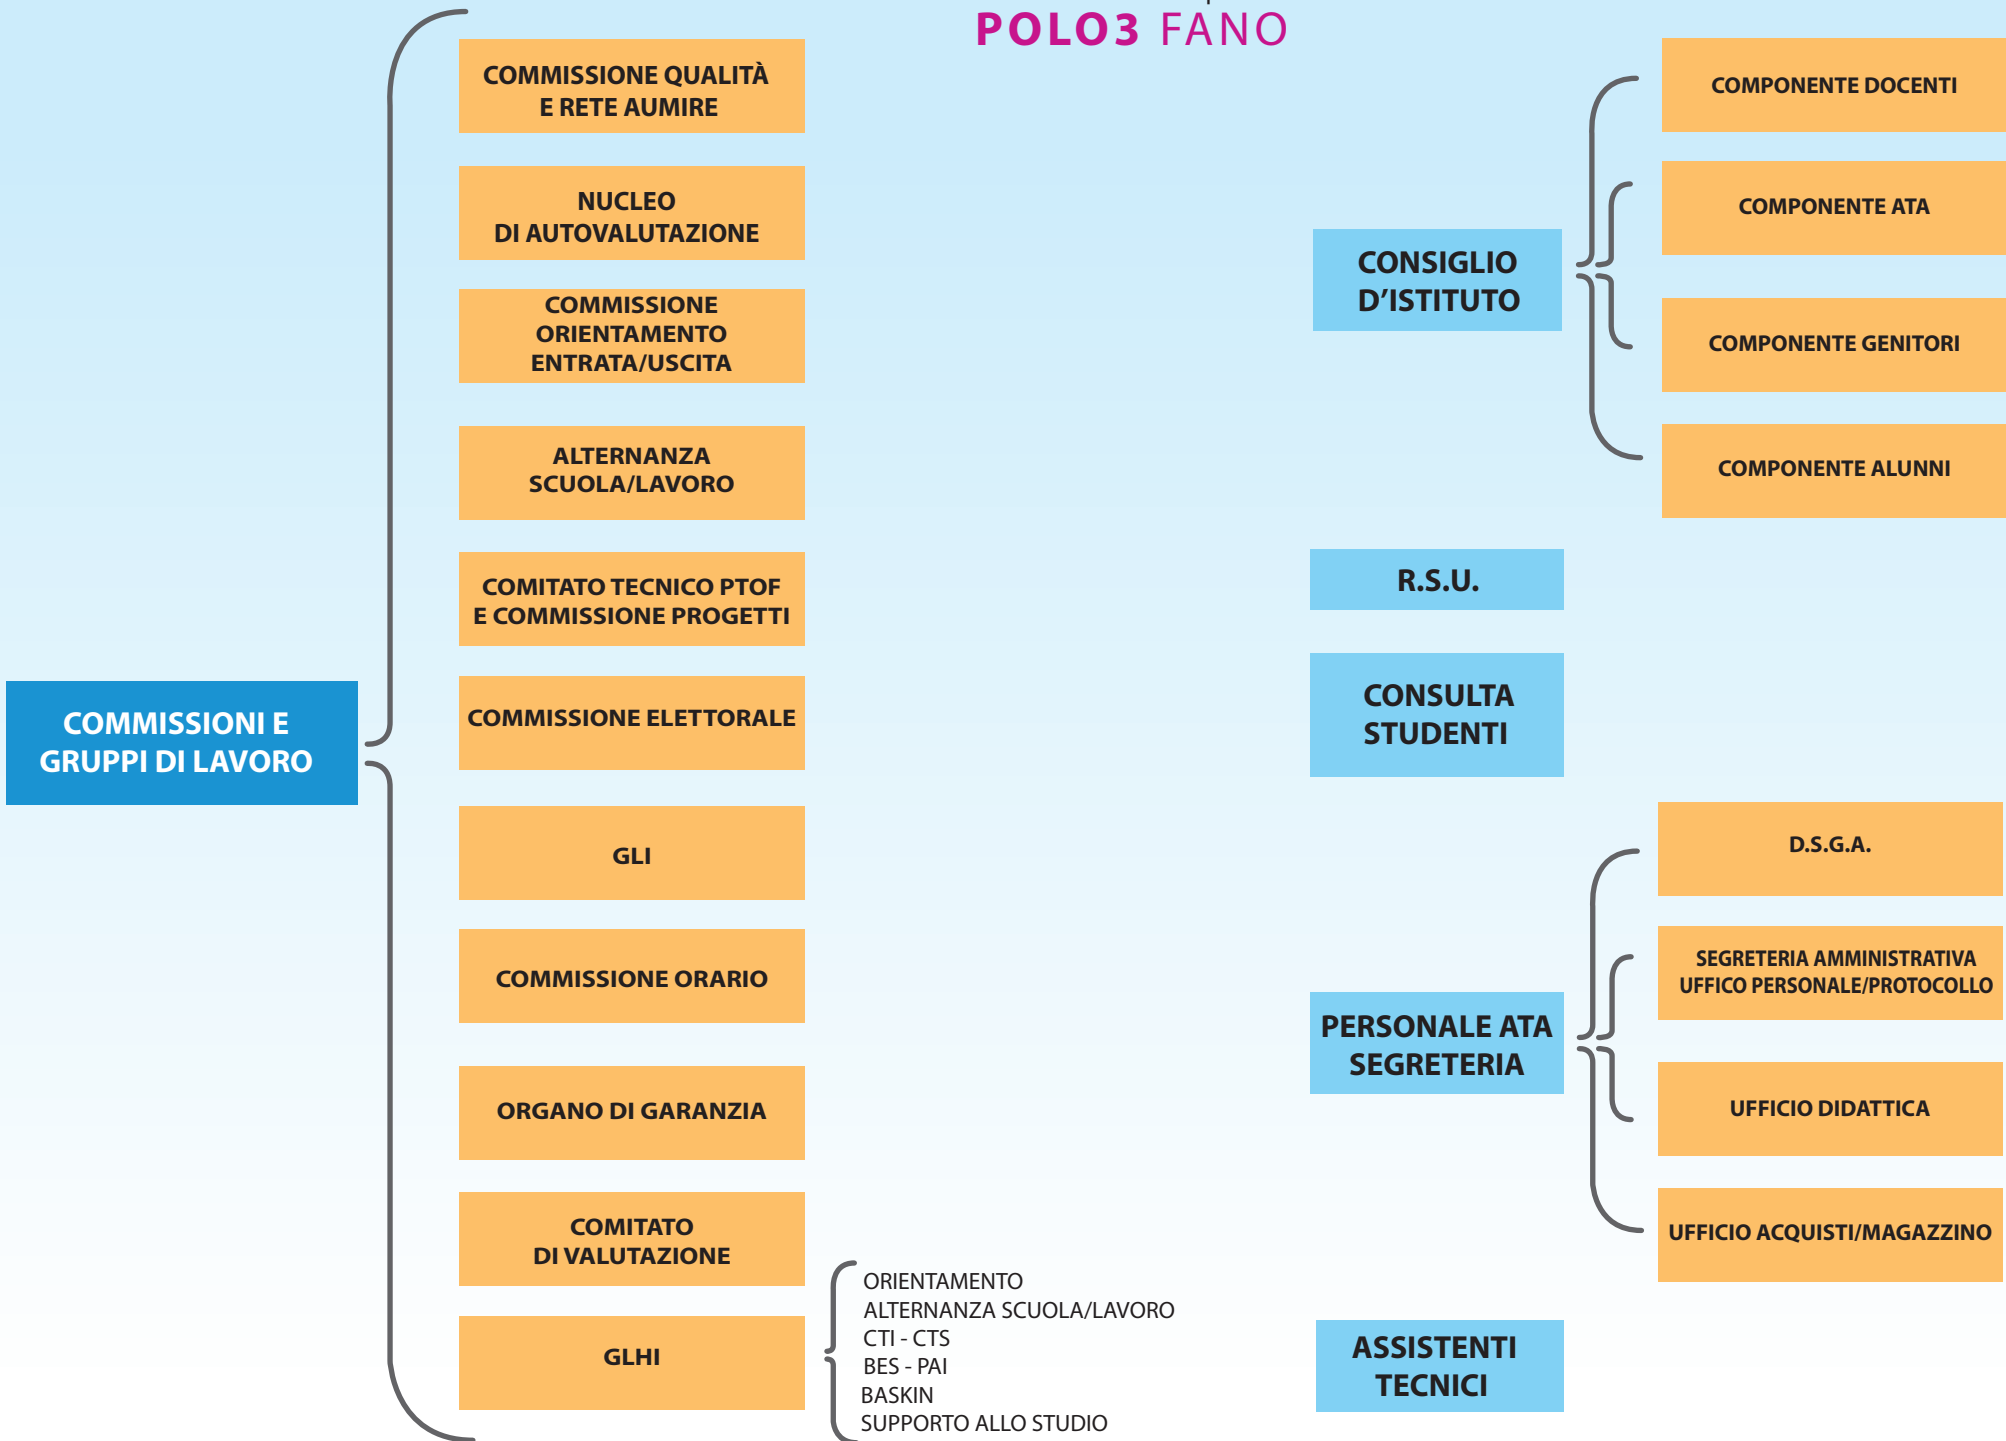 POLO3 FANO
COMMISSIONI E
GRUPPI DI LAVORO
COMMISSIONE QUALITÀ
E RETE AUMIRE
NUCLEO
DI AUTOVALUTAZIONE
COMMISSIONE
ORIENTAMENTO
ENTRATA/USCITA
ALTERNANZA
SCUOLA/LAVORO
COMITATO TECNICO PTOF
E COMMISSIONE PROGETTI
COMMISSIONE ELETTORALE
GLI
COMMISSIONE ORARIO
ORGANO DI GARANZIA
COMITATO
DI VALUTAZIONE
GLHI
ORIENTAMENTO
ALTERNANZA SCUOLA/LAVORO
CTI - CTS
BES - PAI
BASKIN
SUPPORTO ALLO STUDIO
CONSIGLIO
D’ISTITUTO
COMPONENTE DOCENTI
COMPONENTE ATA
COMPONENTE GENITORI
COMPONENTE ALUNNI
R.S.U.
CONSULTA
STUDENTI
PERSONALE ATA
SEGRETERIA
D.S.G.A.
SEGRETERIA AMMINISTRATIVA
UFFICO PERSONALE/PROTOCOLLO
UFFICIO DIDATTICA
UFFICIO ACQUISTI/MAGAZZINO
ASSISTENTI
TECNICI